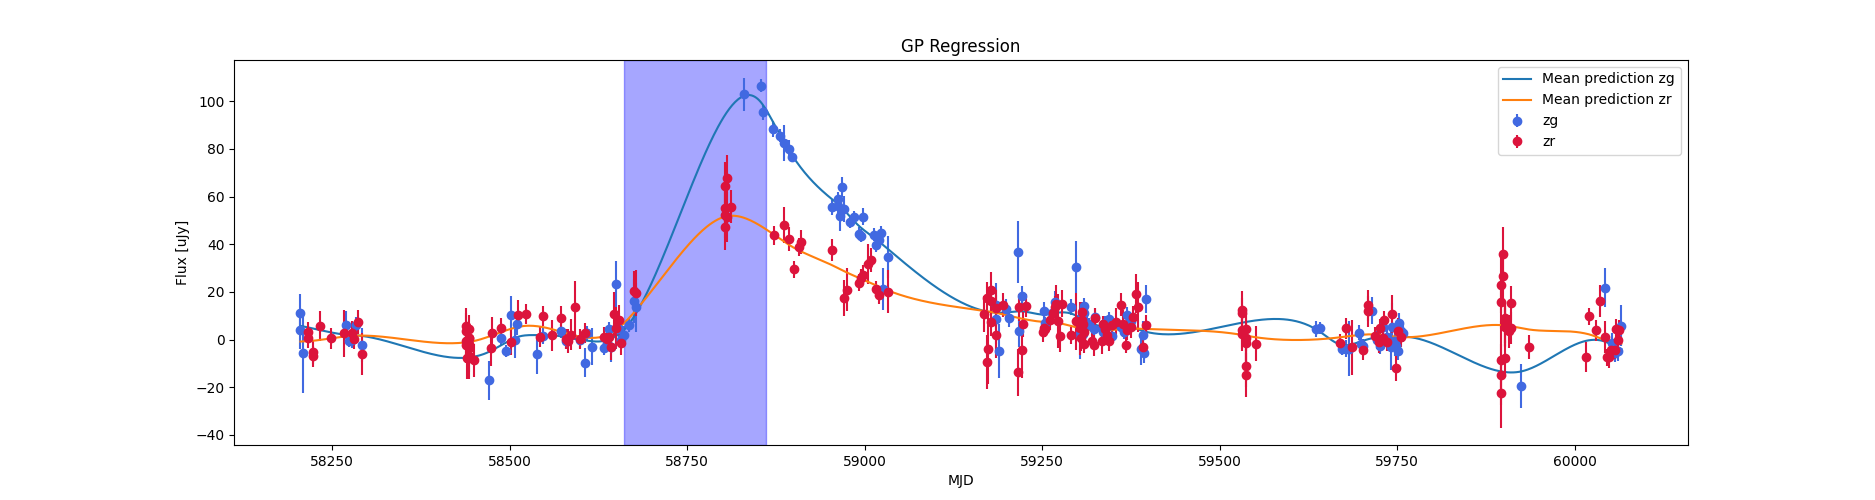 GP Regression
Mean prediction zg
Mean prediction zr
zg
zr
Flux [uJy]
100
80
60
40
20
0
−20
−40
58250
58500
58750
59000
59250
59500
59750
60000
MJD